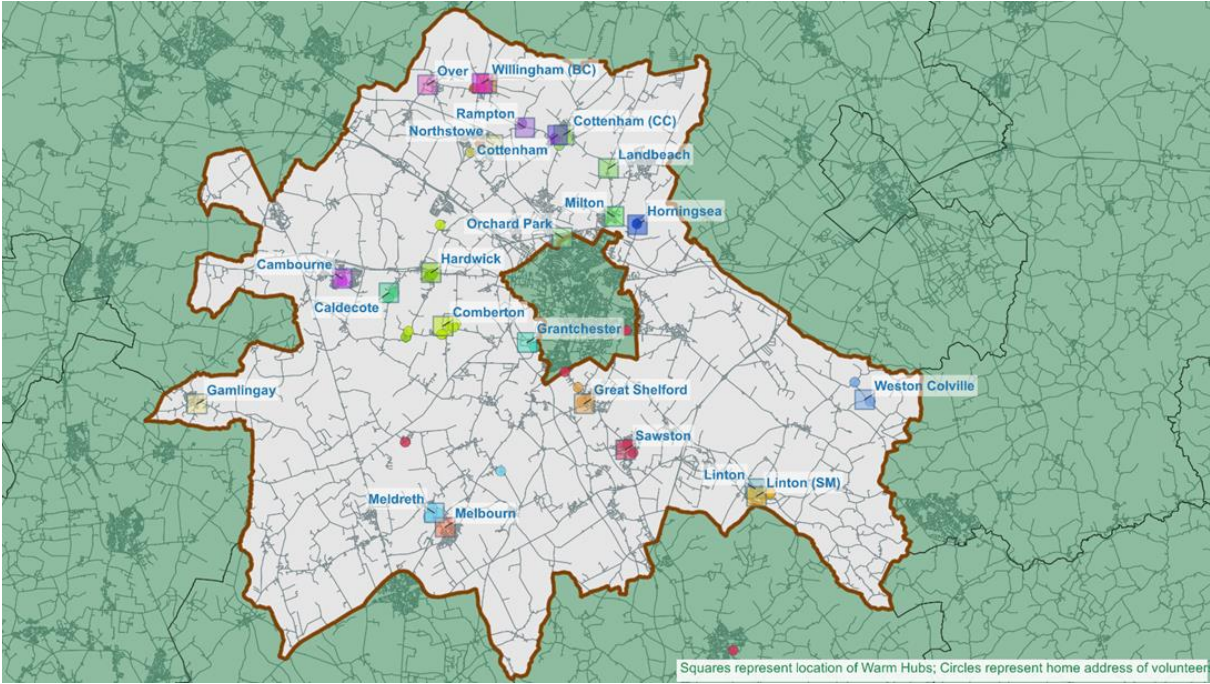 Over
Willingham (BC)
Rampton
Cottenham (CC)
Northstowe
Cottenham
Landbeach
Milton
Horningsea
Orchard Park
Cambourne
Hardwick
Caldecote
Comberton
Grantchester
Gamlingay
Great Shelford
Weston Colville
Sawston
Linton
Linton (SM)
Meldreth
Melbourn
Squares represent location of Warm Hubs; Circles represent home address of volunteer